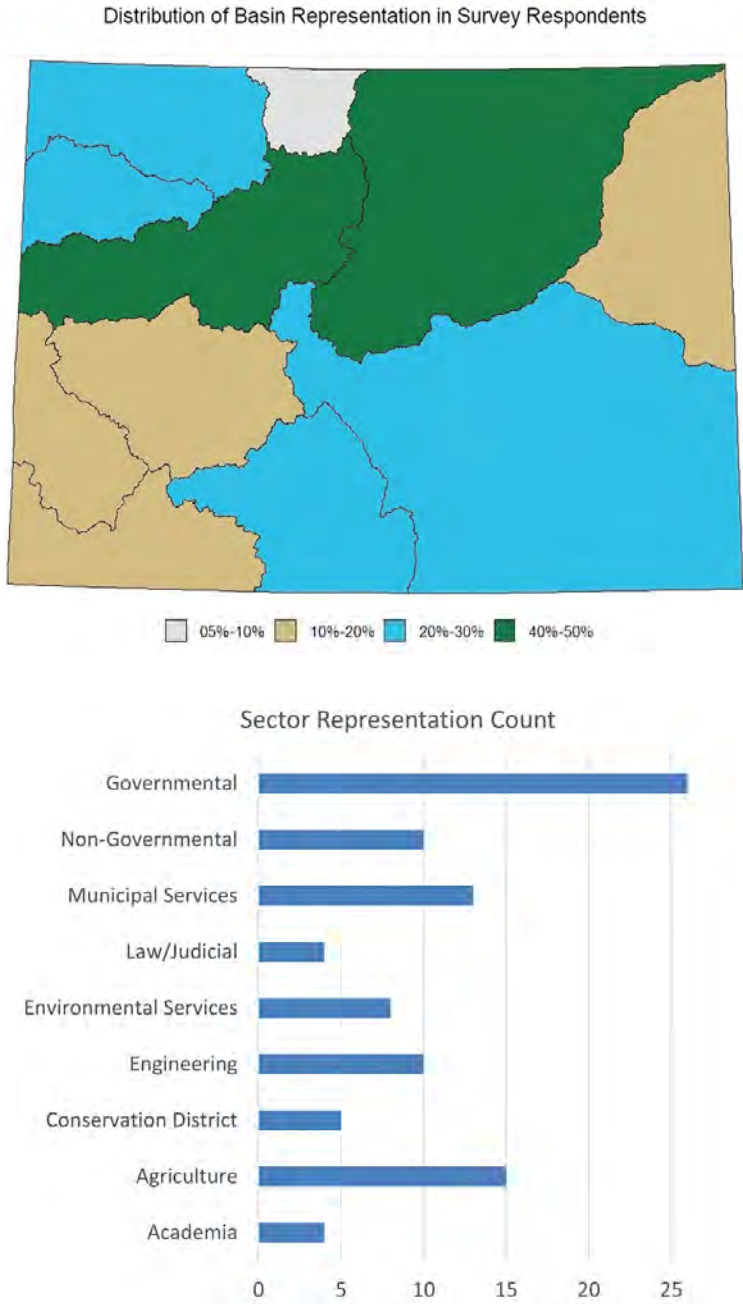 Distribution of Basin Representation in Survey Respondents
05%-10% 10%-20% 20%-30% 40%-50%
Sector Representation Count
Governmental
Non-Governmental
Municipal Services
Law/Judicial
Environmental Services
Engineering
Conservation District
Agriculture
Academia
0 5 10 15 20 25